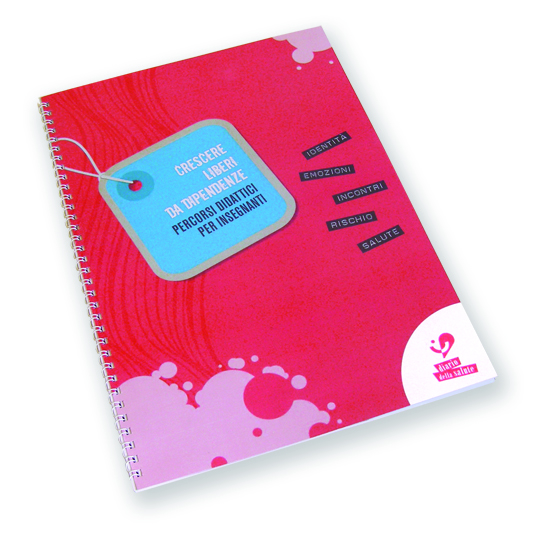 CRESCERE
LIBERI
DA DIPENDENZE
PERCORSI DIDATTICI
PER INSEGNANTI
IDENTITÀ
EMOZIONI
INCONTRI
RISCHIO
SALUTE
diario
della salute